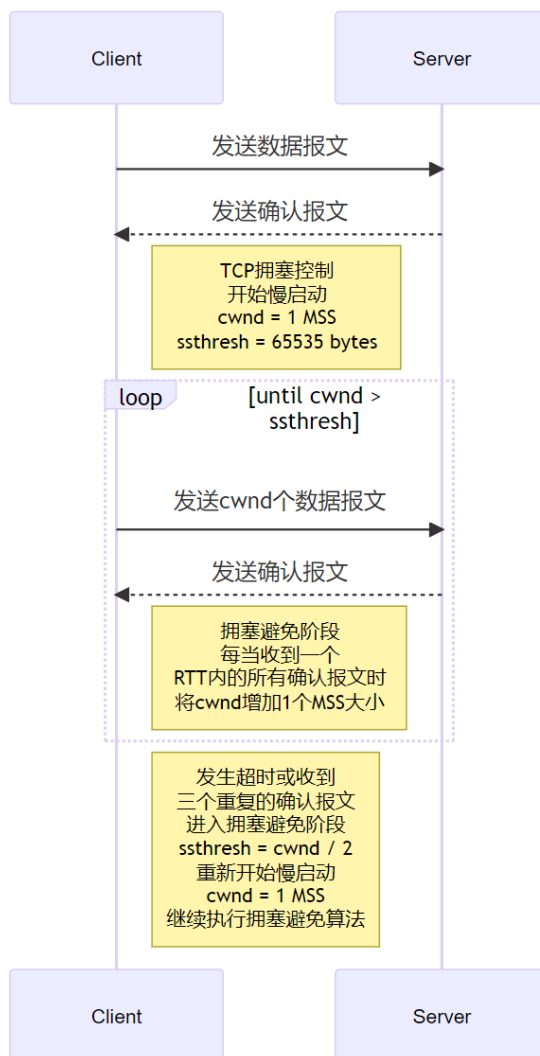 Client
Server
发送数据报文
发送确认报文
TCP拥塞控制
开始慢启动
cwnd = 1 MSS
ssthresh = 65535 bytes
loop
[until cwnd >
ssthresh]
发送cwnd个数据报文
发送确认报文
拥塞避免阶段
每当收到一个
RTT内的所有确认报文时
将cwnd增加1个MSS大小
发生超时或收到
三个重复的确认报文
进入拥塞避免阶段
ssthresh = cwnd / 2
重新开始慢启动
cwnd = 1 MSS
继续执行拥塞避免算法
Client
Server